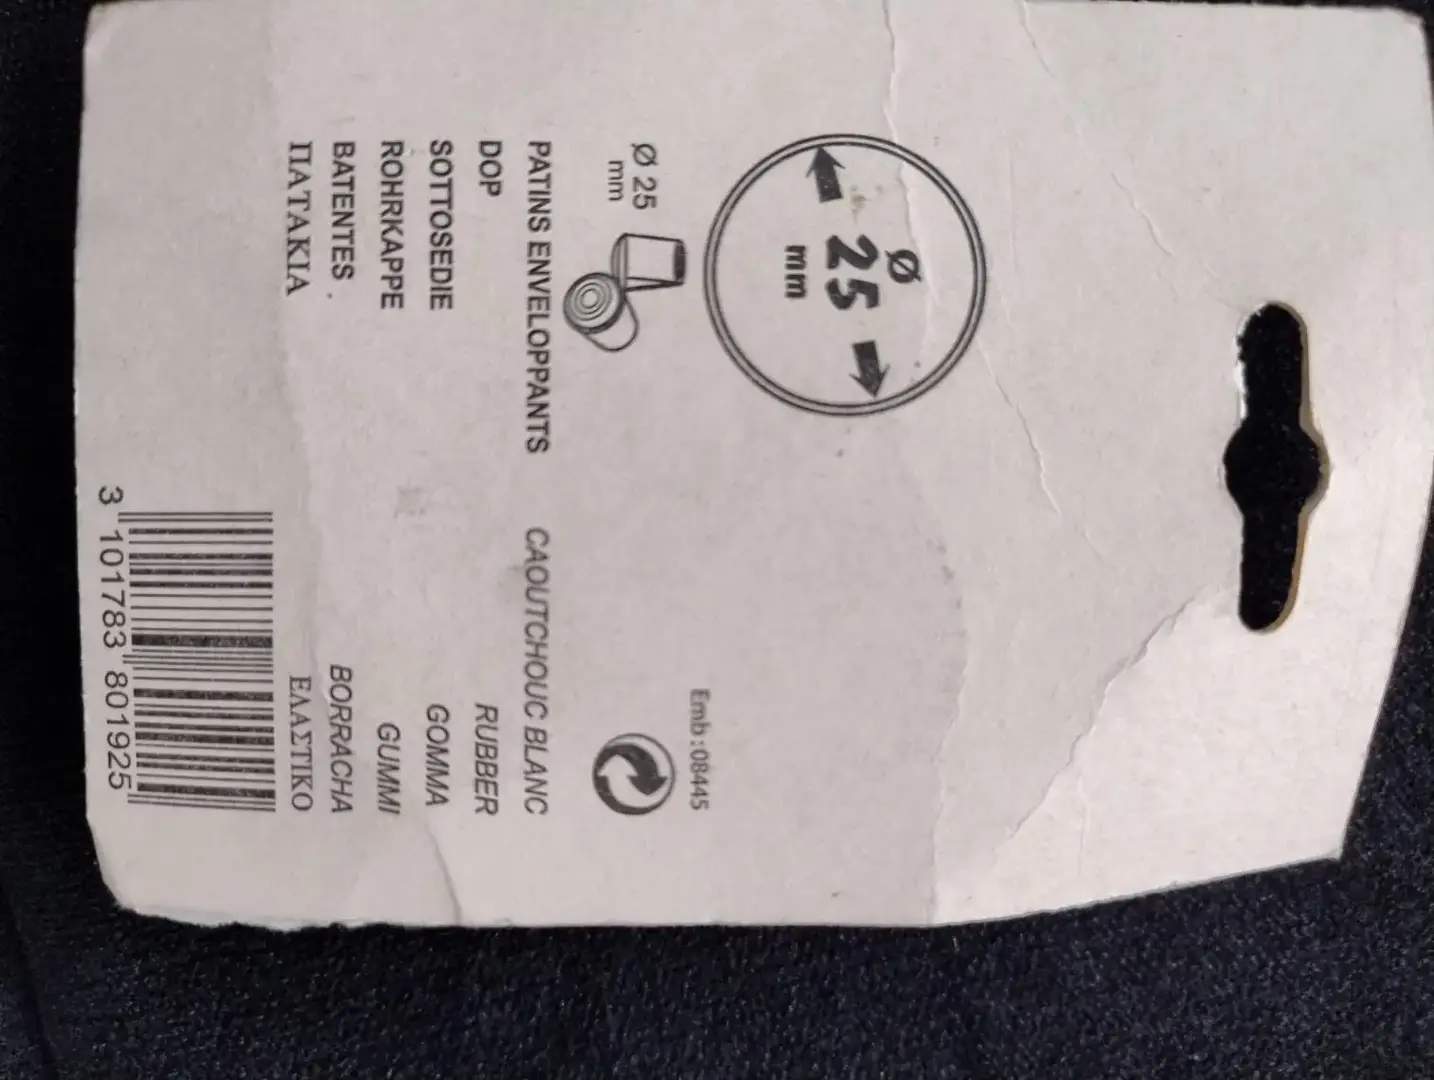 Ø
25
mm
Emb:08445
Ø 25
mm
PATINS ENVELOPPANTS CAOUTCHOUC BLANC
DOP RUBBER
SOTTOSEDIE GOMMA
ROHRKAPPE GUMMI
BATENTES BORRACHA
ΠΑΤΑΚΙΑ ΕΛΑΣΤΙΚΟ
3 101783 801925